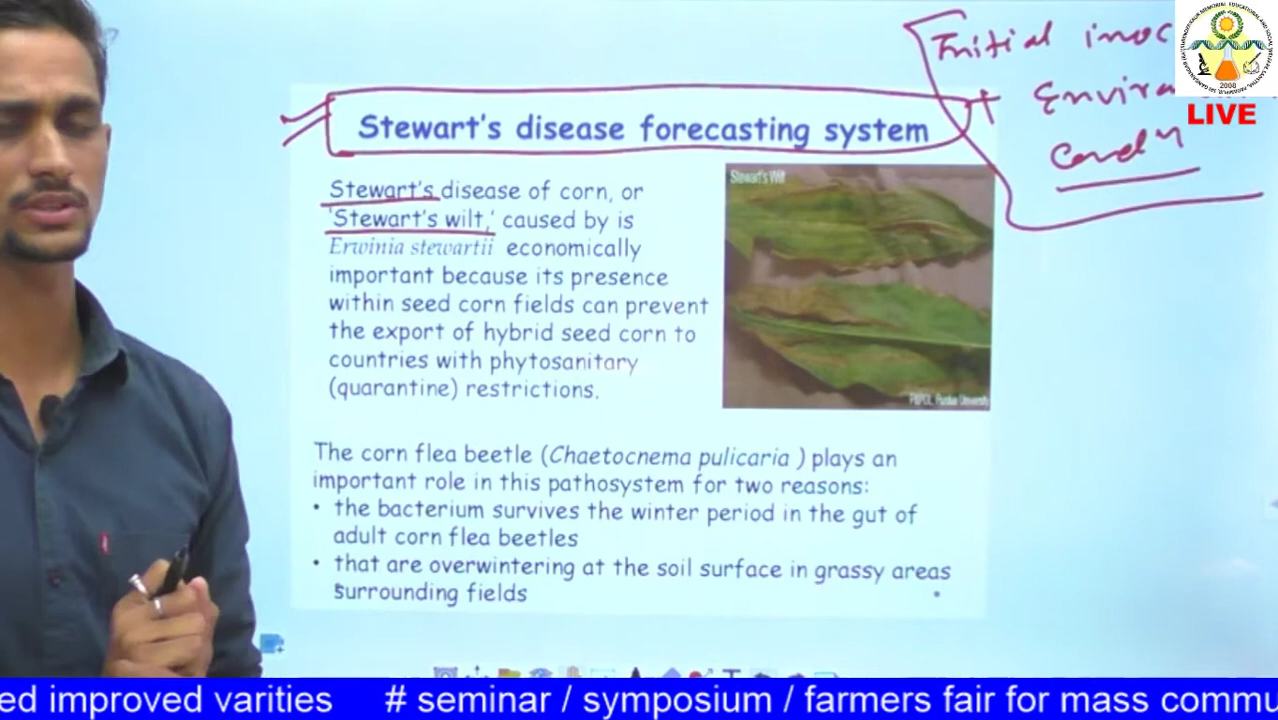 Initial inoc
+ Envira
Condn
LIVE
2008
Stewart's disease forecasting system
Stewart's disease of corn, or
'Stewart's wilt,' caused by is
Erwinia stewartii economically
important because its presence
within seed corn fields can prevent
the export of hybrid seed corn to
countries with phytosanitary
(quarantine) restrictions.
Stewart's Wilt
The corn flea beetle (Chaetocnema pulicaria ) plays an
important role in this pathosystem for two reasons:
• the bacterium survives the winter period in the gut of
adult corn flea beetles
• that are overwintering at the soil surface in grassy areas
surrounding fields
ed improved varities # seminar / symposium / farmers fair for mass commu